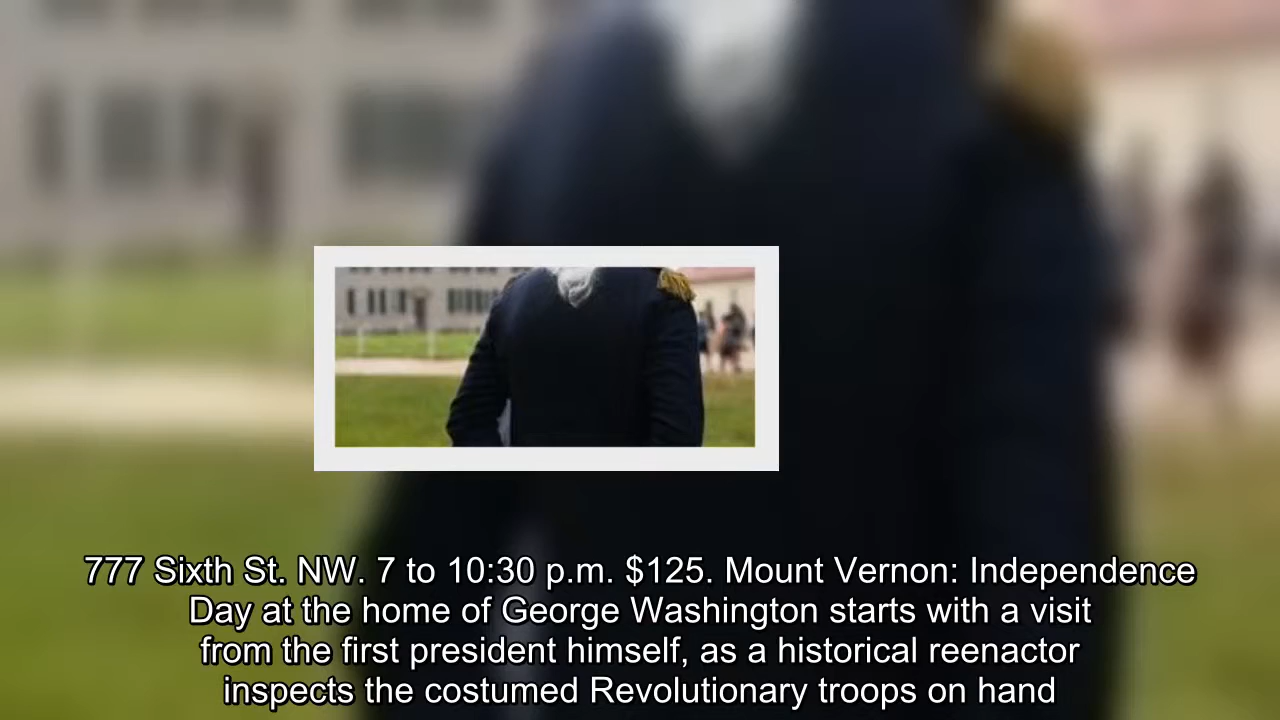 777 Sixth St. NW. 7 to 10:30 p.m. $125. Mount Vernon: Independence
Day at the home of George Washington starts with a visit
from the first president himself, as a historical reenactor
inspects the costumed Revolutionary troops on hand